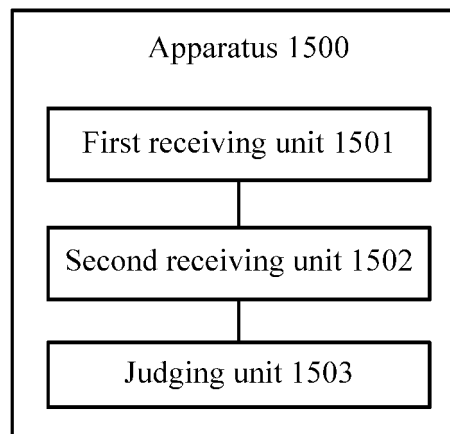 Apparatus 1500
First receiving unit 1501
Second receiving unit 1502
Judging unit 1503